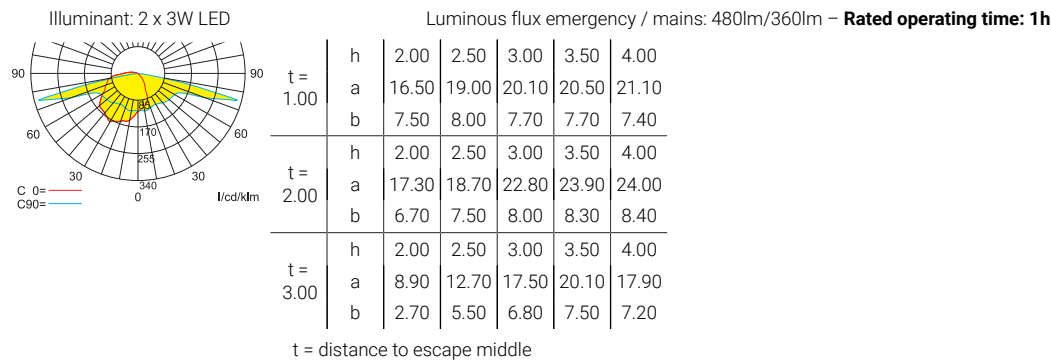 Illuminant: 2 x 3W LED
Luminous flux emergency / mains: 480lm/360lm – Rated operating time: 1h
90 90
60 60
30 30
85
170
255
340
0
C 0=
C90=
l/cd/klm
t = 1.00
h 2.00 2.50 3.00 3.50 4.00
a 16.50 19.00 20.10 20.50 21.10
b 7.50 8.00 7.70 7.70 7.40
t = 2.00
h 2.00 2.50 3.00 3.50 4.00
a 17.30 18.70 22.80 23.90 24.00
b 6.70 7.50 8.00 8.30 8.40
t = 3.00
h 2.00 2.50 3.00 3.50 4.00
a 8.90 12.70 17.50 20.10 17.90
b 2.70 5.50 6.80 7.50 7.20
t = distance to escape middle